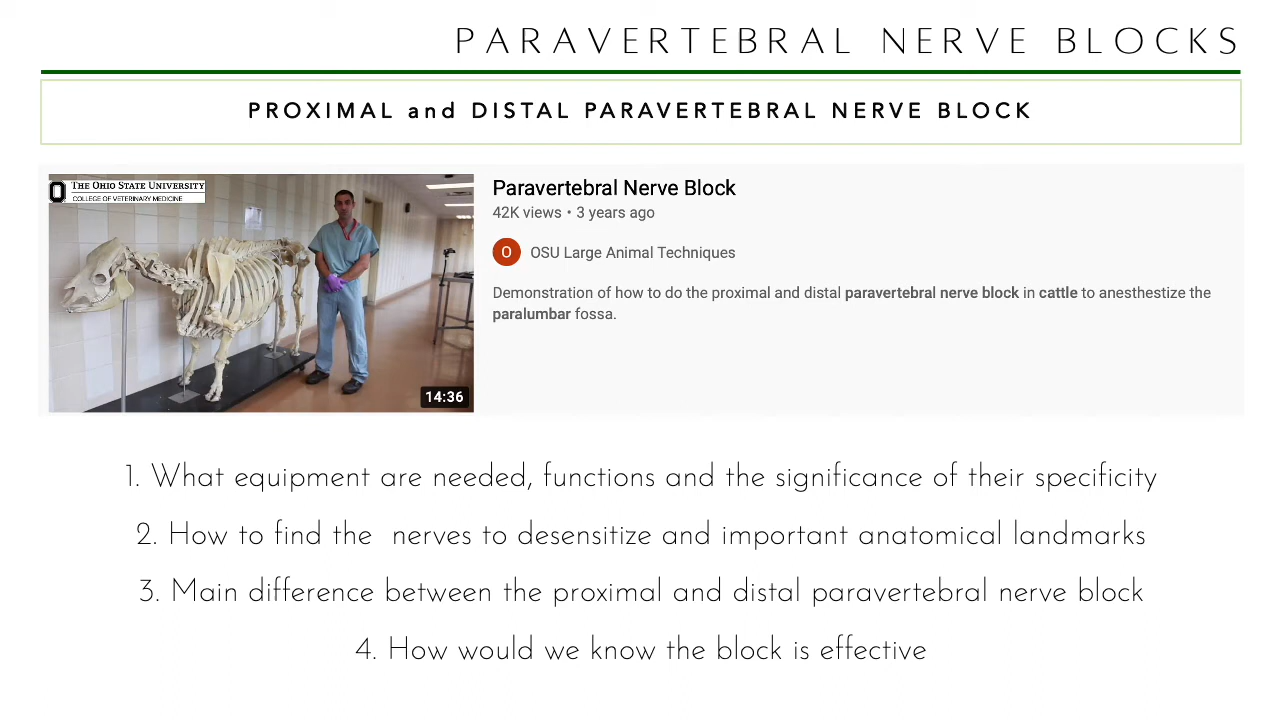 PARAVERTEBRAL NERVE BLOCKS
PROXIMAL and DISTAL PARAVERTEBRAL NERVE BLOCK
THE OHIO STATE UNIVERSITY
COLLEGE OF VETERINARY MEDICINE
14:36
Paravertebral Nerve Block
42K views • 3 years ago
O OSU Large Animal Techniques
Demonstration of how to do the proximal and distal paravertebral nerve block in cattle to anesthestize the
paralumbar fossa.
1. What equipment are needed, functions and the significance of their specificity
2. How to find the nerves to desensitize and important anatomical landmarks
3. Main difference between the proximal and distal paravertebral nerve block
4. How would we know the block is effective